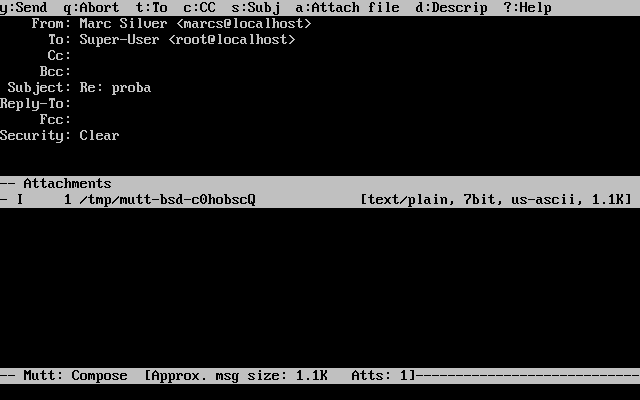 y:Send  q:Abort  t:To  c:CC  s:Subj  a:Attach file  d:Descrip  ?:Help
From: Marc Silver <marcs@localhost>
To: Super-User <root@localhost>
Cc:
Bcc:
Subject: Re: proba
Reply-To:
Fcc:
Security: Clear
-- Attachments
- I     1 /tmp/mutt-bsd-c0hobscQ             [text/plain, 7bit, us-ascii, 1.1K]
-- Mutt: Compose  [Approx. msg size: 1.1K   Atts: 1]----------------------------